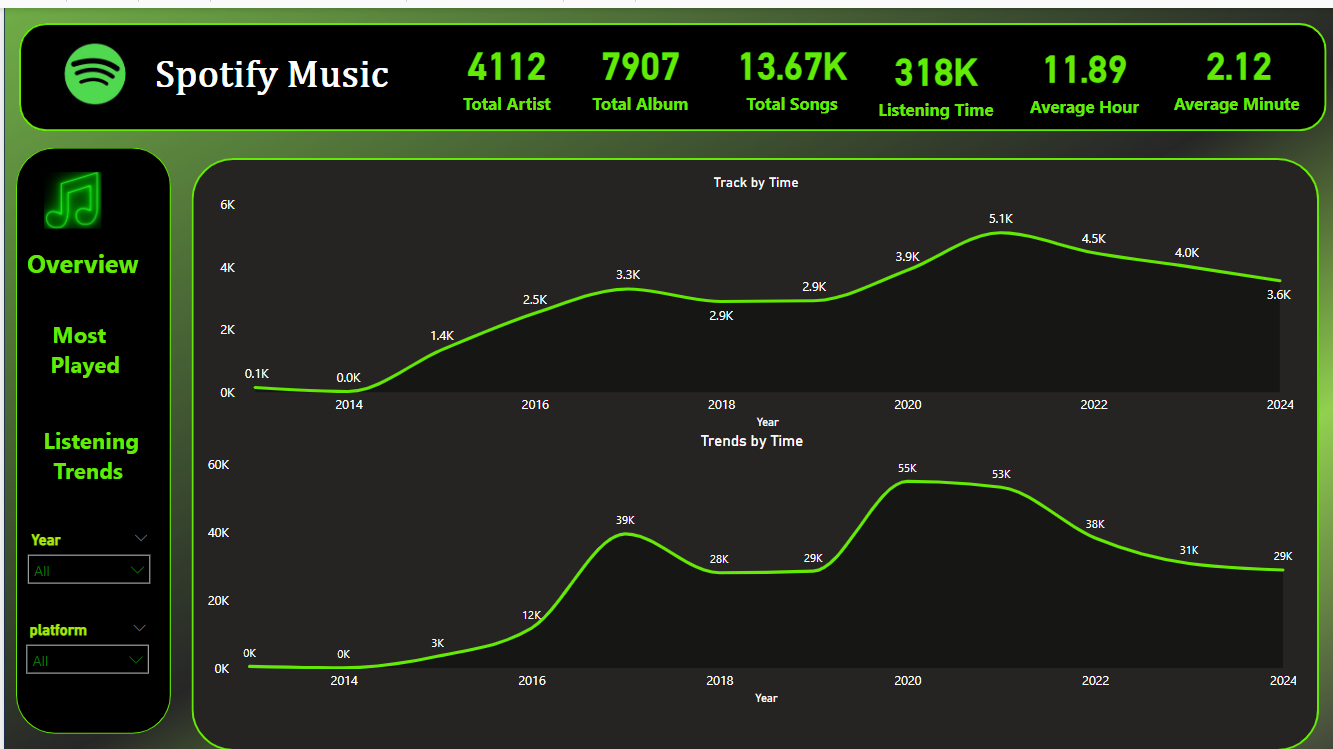 Spotify Music
4112
Total Artist
7907
Total Album
13.67K
Total Songs
318K
Listening Time
11.89
Average Hour
2.12
Average Minute
Overview
Most
Played
Listening
Trends
Year
All
platform
All
Track by Time
6K
4K
2K
0K
0.1K
0.0K
1.4K
2.5K
3.3K
2.9K
2.9K
3.9K
5.1K
4.5K
4.0K
3.6K
2014
2016
2018
2020
2022
2024
Year
Trends by Time
60K
40K
20K
0K
0K
0K
3K
12K
39K
28K
29K
55K
53K
38K
31K
29K
2014
2016
2018
2020
2022
2024
Year